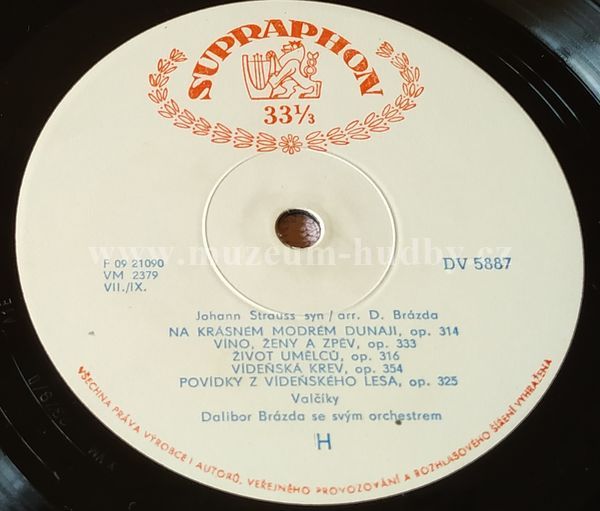 SUPRAPHON
33⅓
F 09 21090
VM 2379
VII./IX.
DV 5887
www.muzeum-hudby.cz
Johann Strauss syn / arr. D. Brázda
NA KRÁSNÉM MODRÉM DUNAJI, op. 314
VÍNO, ŽENY A ZPĚV, op. 333
ŽIVOT UMĚLCŮ, op. 316
VÍDEŇSKÁ KREV, op. 354
POVÍDKY Z VÍDEŇSKÉHO LESA, op. 325
Valčíky
Dalibor Brázda se svým orchestrem
H
VŠECHNA PRÁVA VÝROBCE I AUTORŮ, VEŘEJNÉHO PROVOZOVÁNÍ A ROZHLASOVÉHO ŠÍŘENÍ VYHRAŽENA